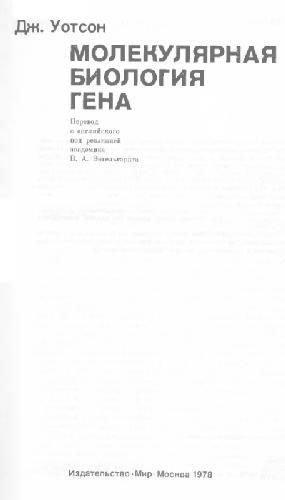 Дж. Уотсон
МОЛЕКУЛЯРНАЯ
БИОЛОГИЯ
ГЕНА
Перевод
с английского
под редакцией
академика
В. А. Энгельгардта
Издательство·Мир·Москва 1978